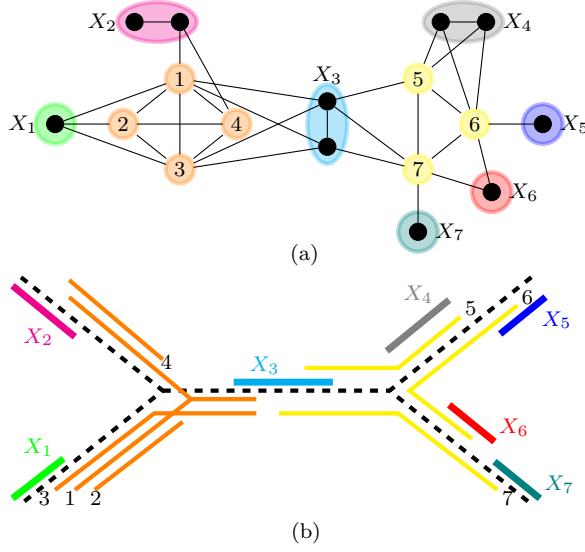 X₂ X₄
1 X₃ 5
X₁ 2 4 6 X₅
3 7 X₆
X₇
(a)
X₂ 4 X₃ X₄ 5 6 X₅
X₁ X₆
3 1 2 7 X₇
(b)